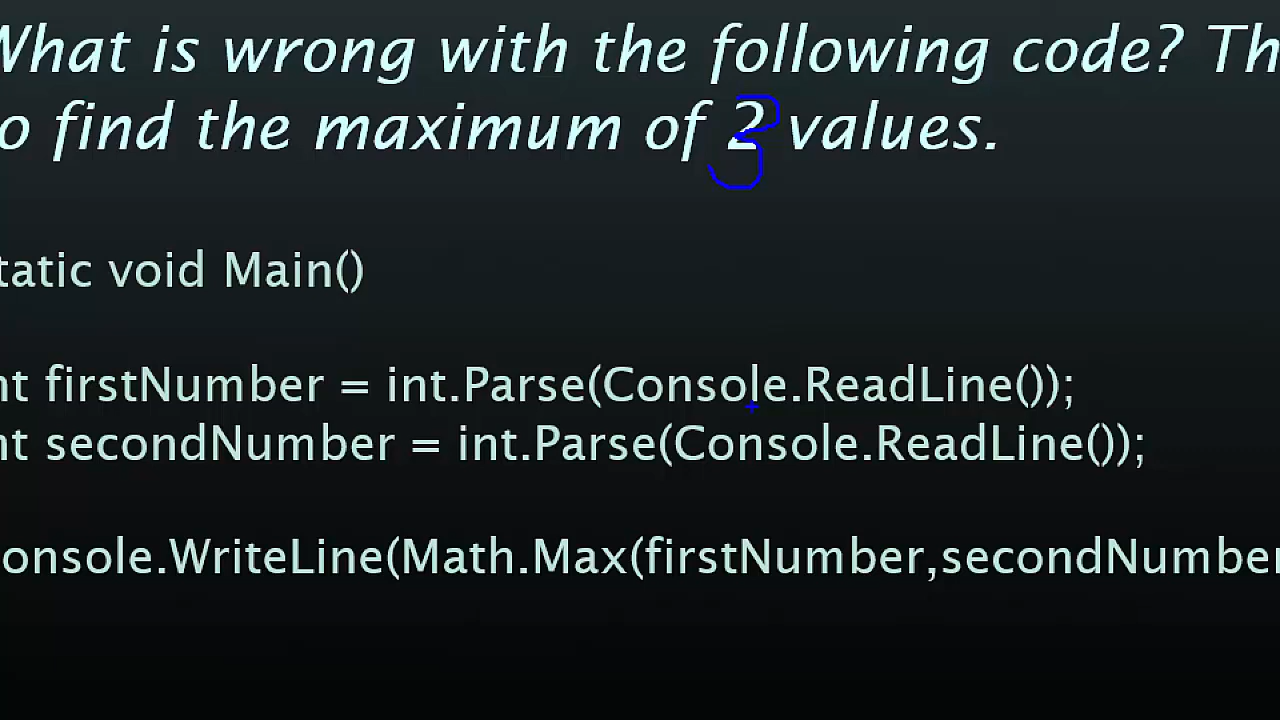 What is wrong with the following code? Th
o find the maximum of 3 values.
tatic void Main()
nt firstNumber = int.Parse(Console.ReadLine());
nt secondNumber = int.Parse(Console.ReadLine());
onsole.WriteLine(Math.Max(firstNumber,secondNumber